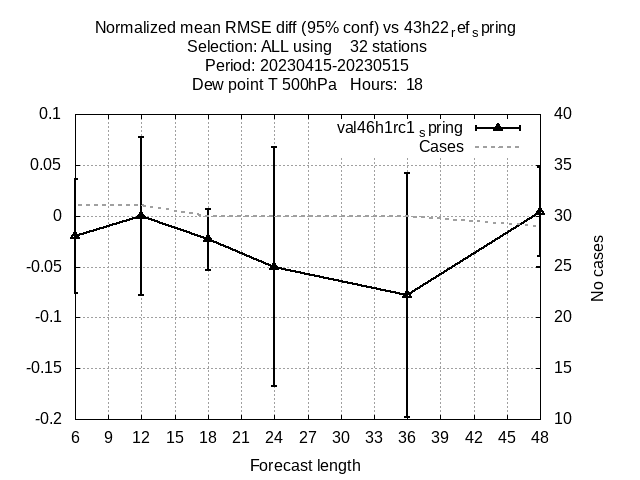 Normalized mean RMSE diff (95% conf) vs 43h22refspring
Selection: ALL using 32 stations
Period: 20230415-20230515
Dew point T 500hPa Hours: 18
0.1
0.05
0
-0.05
-0.1
-0.15
-0.2
40
35
30
25
20
15
10
val46h1rc1spring
Cases
No cases
6 9 12 15 18 21 24 27 30 33 36 39 42 45 48
Forecast length